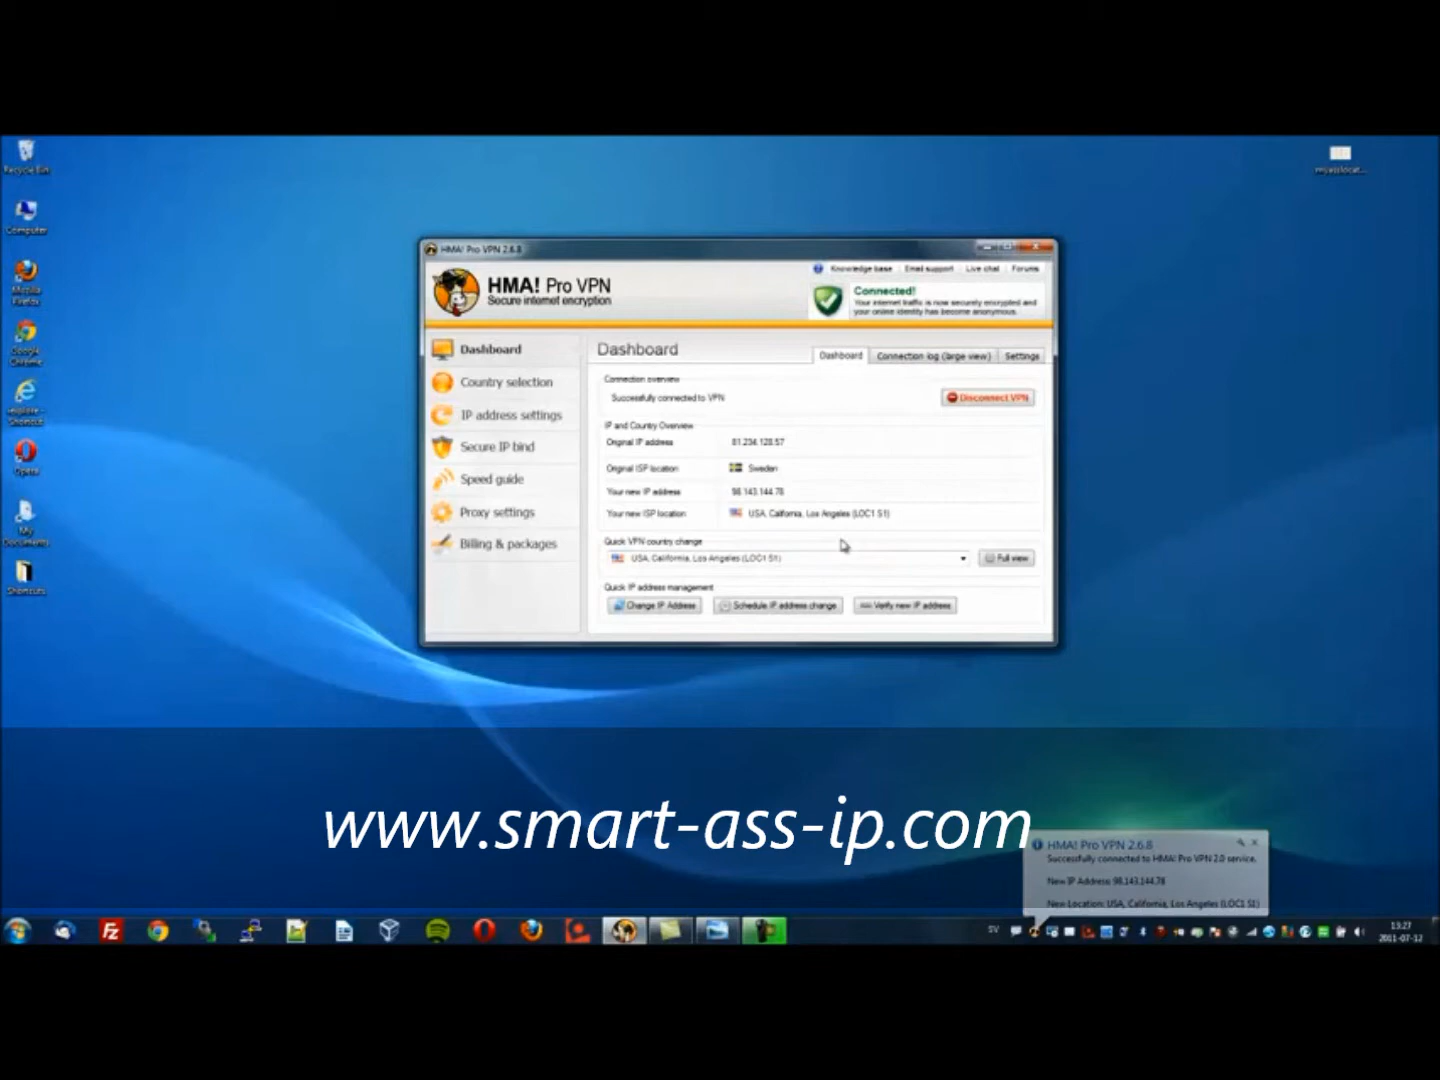 Recycle Bin
Computer
Mozilla
Firefox
Google
Chrome
Shortcut
Opera
My
Documents
Shortcuts
HMA! Pro VPN 2.6.8
HMA! Pro VPN
Secure internet encryption
Knowledge base Email support Live chat Forums
Connected!
Your internet traffic is now securely encrypted and
your online identity has become anonymous.
Dashboard
Country selection
IP address settings
Secure IP bind
Speed guide
Proxy settings
Billing & packages
Dashboard
Dashboard Connection log (large view) Settings
Connection overview
Successfully connected to VPN
Disconnect VPN
IP and Country Overview
Original IP address 81.234.128.57
Original ISP location Sweden
Your new IP address 98.143.144.78
Your new ISP location USA, California, Los Angeles (LOC1 S1)
Quick VPN country change
USA, California, Los Angeles (LOC1 S1) Full view
Quick IP address management
Change IP Address Schedule IP address change Verify new IP address
www.smart-ass-ip.com
HMA! Pro VPN 2.6.8
Successfully connected to HMA! Pro VPN 2.0 service.
New IP Address: 98.143.144.78
New Location: USA, California, Los Angeles (LOC1 S1)
SV
13:27
2011-07-12